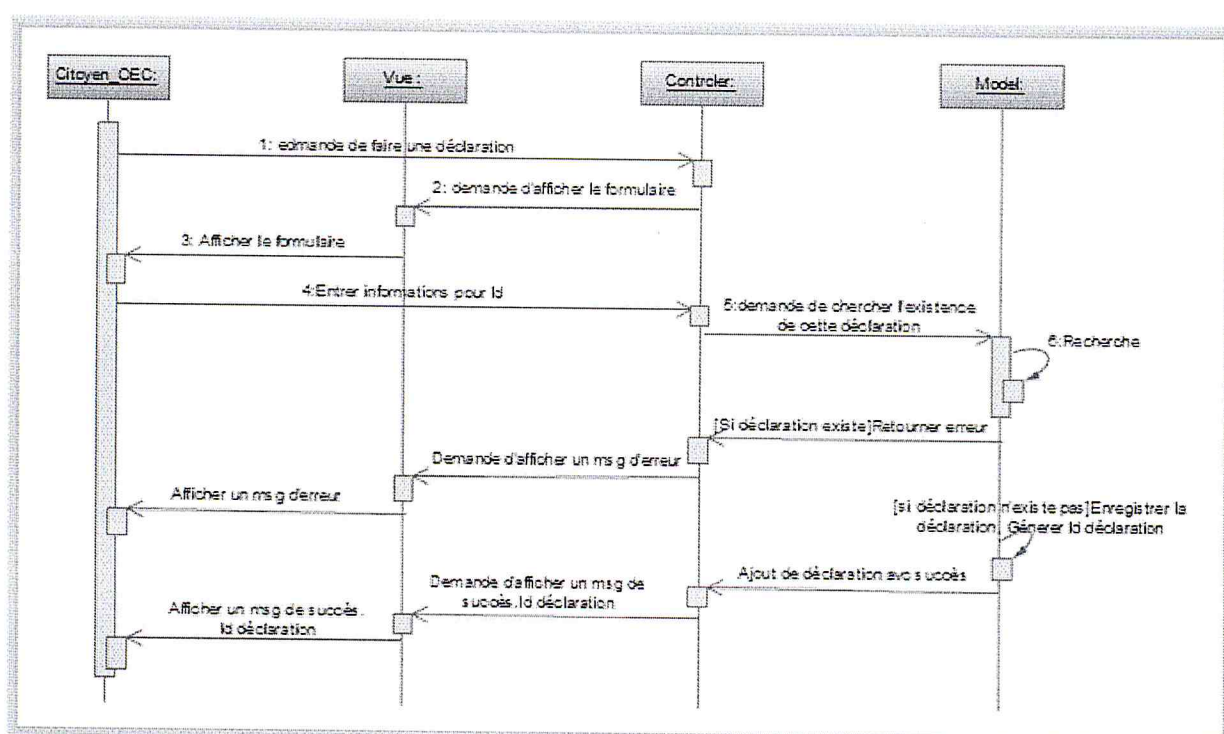 Citoyen_OEC:
Vue :
Controler:
Model:
1: edmande de faire une déclaration
2: demande d'afficher le formulaire
3: Afficher le formulaire
4:Entrer informations pour Id
5:demande de chercher l'existence
de cette déclaration
6:Recherche
[Si déclaration existe]Retourner erreur
Demande d'afficher un msg d'erreur
Afficher un msg d'erreur
[si déclaration n'existe pas]Enregistrer la
déclaration, Génerer Id déclaration
Ajout de déclaration avc succès
Demande d'afficher un msg de
succès,Id déclaration
Afficher un msg de succès,
Id déclaration